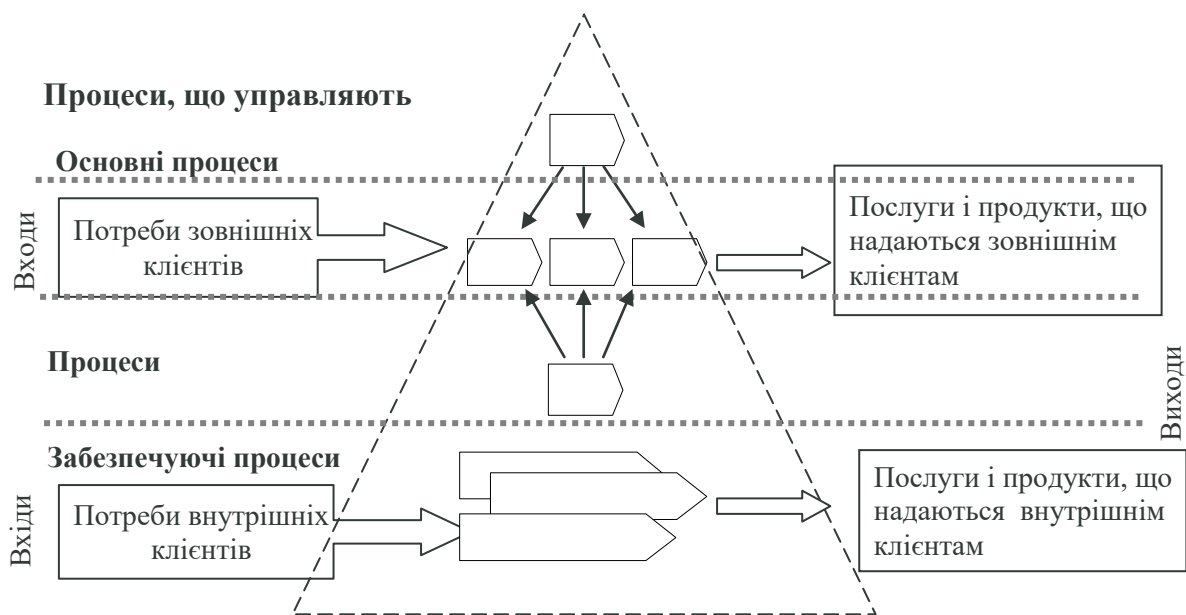 Процеси, що управляють
Основні процеси
Входи
Потреби зовнішніх
клієнтів
Послуги і продукти, що
надаються зовнішнім
клієнтам
Процеси
Виходи
Забезпечуючі процеси
Вхіди
Потреби внутрішніх
клієнтів
Послуги і продукти, що
надаються внутрішнім
клієнтам